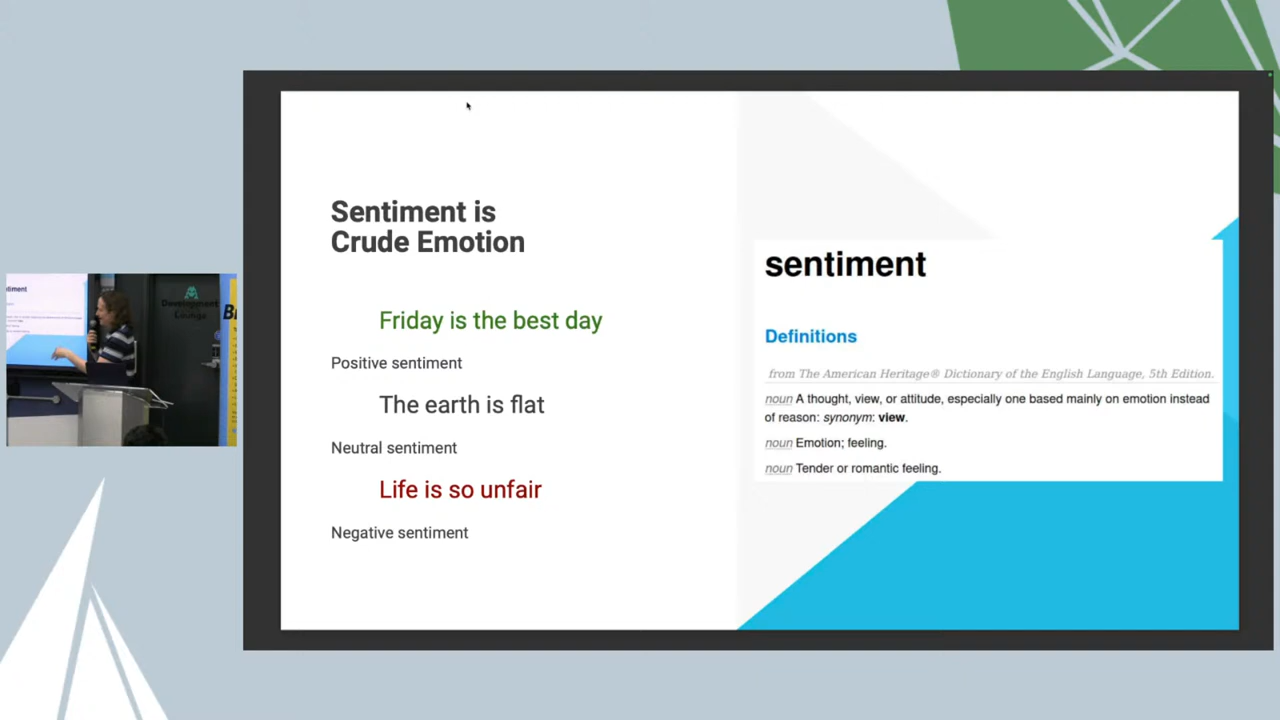 Sentiment is
Crude Emotion
Friday is the best day
Positive sentiment
The earth is flat
Neutral sentiment
Life is so unfair
Negative sentiment
sentiment
Definitions
from The American Heritage® Dictionary of the English Language, 5th Edition.
noun A thought, view, or attitude, especially one based mainly on emotion instead
of reason: synonym: view.
noun Emotion; feeling.
noun Tender or romantic feeling.
Development
Lounge